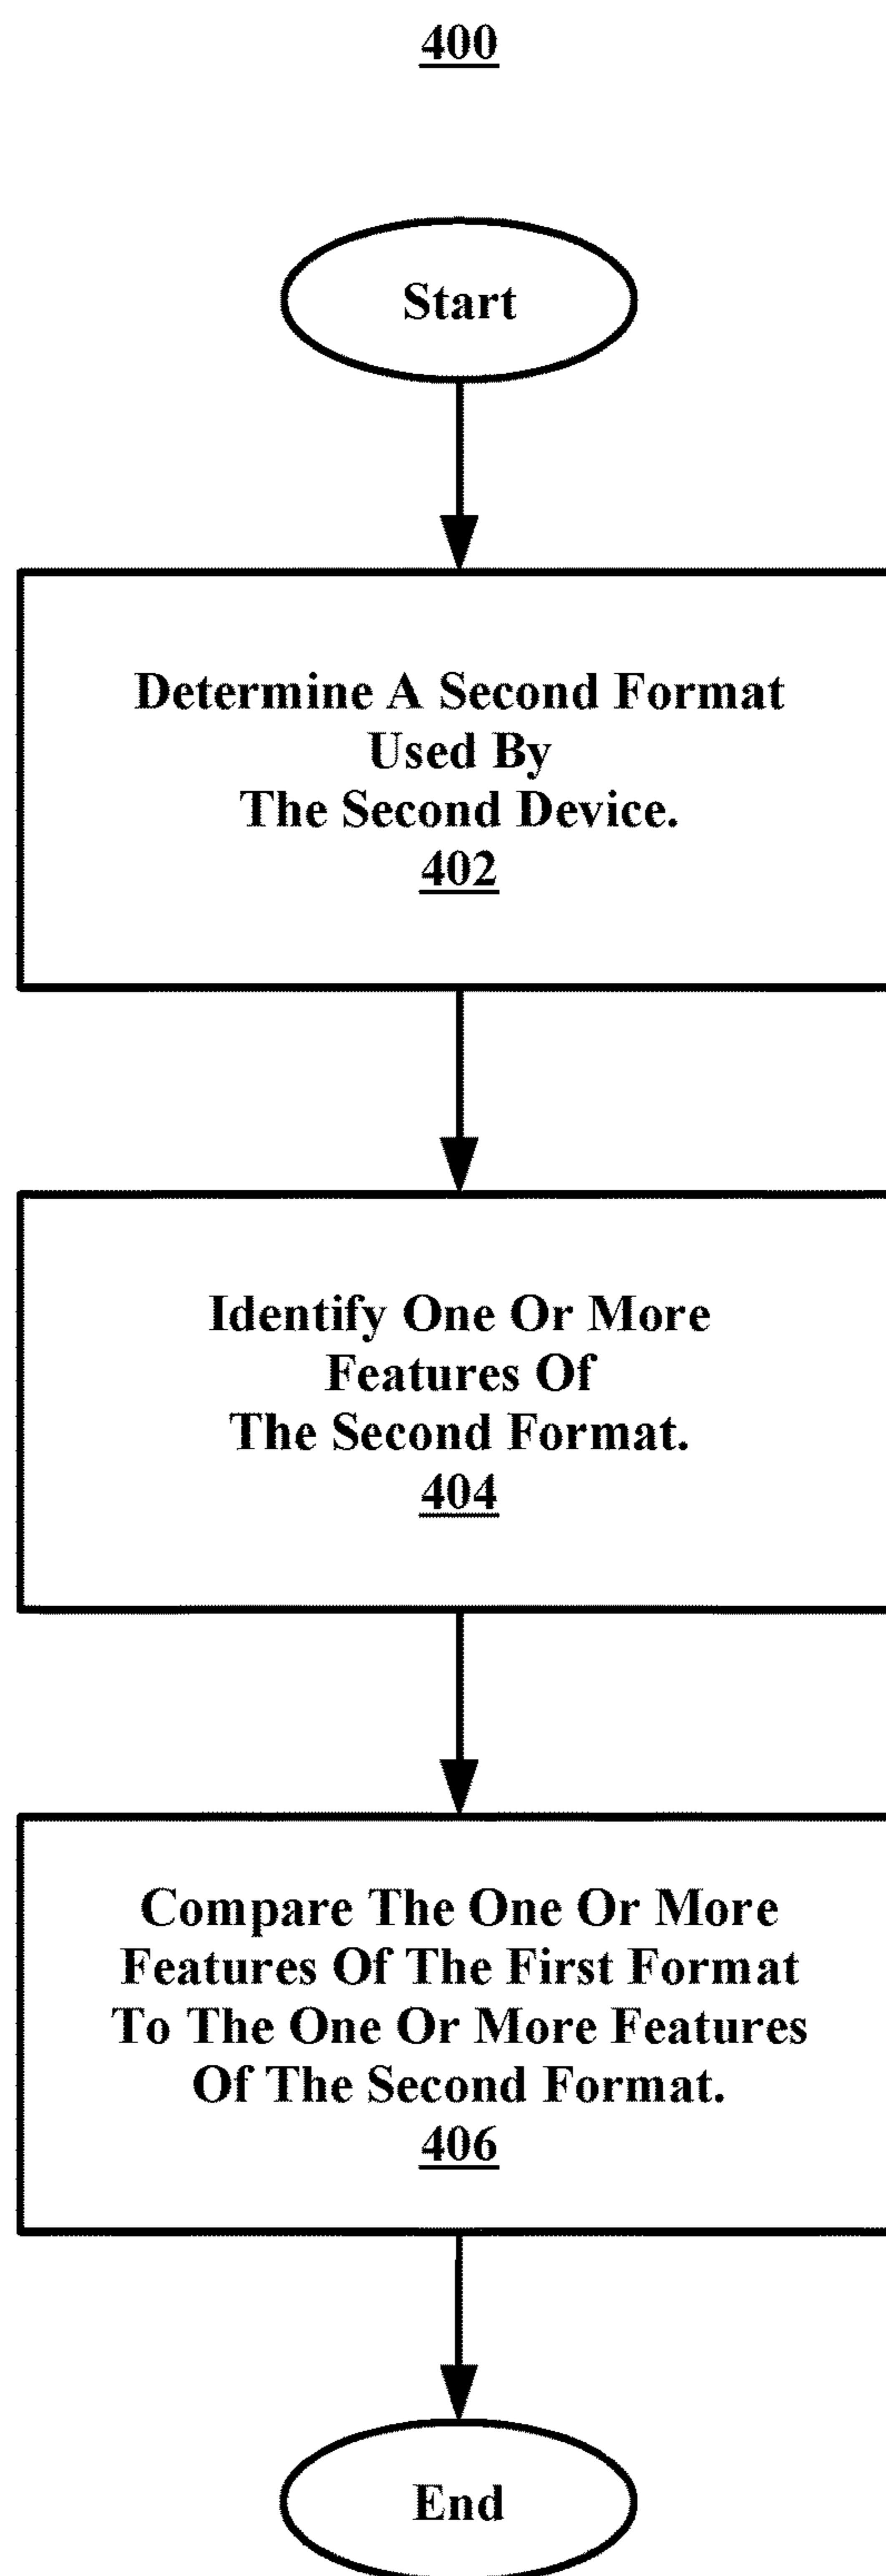 400
Start
Determine A Second Format
Used By
The Second Device.
402
Identify One Or More
Features Of
The Second Format.
404
Compare The One Or More
Features Of The First Format
To The One Or More Features
Of The Second Format.
406
End